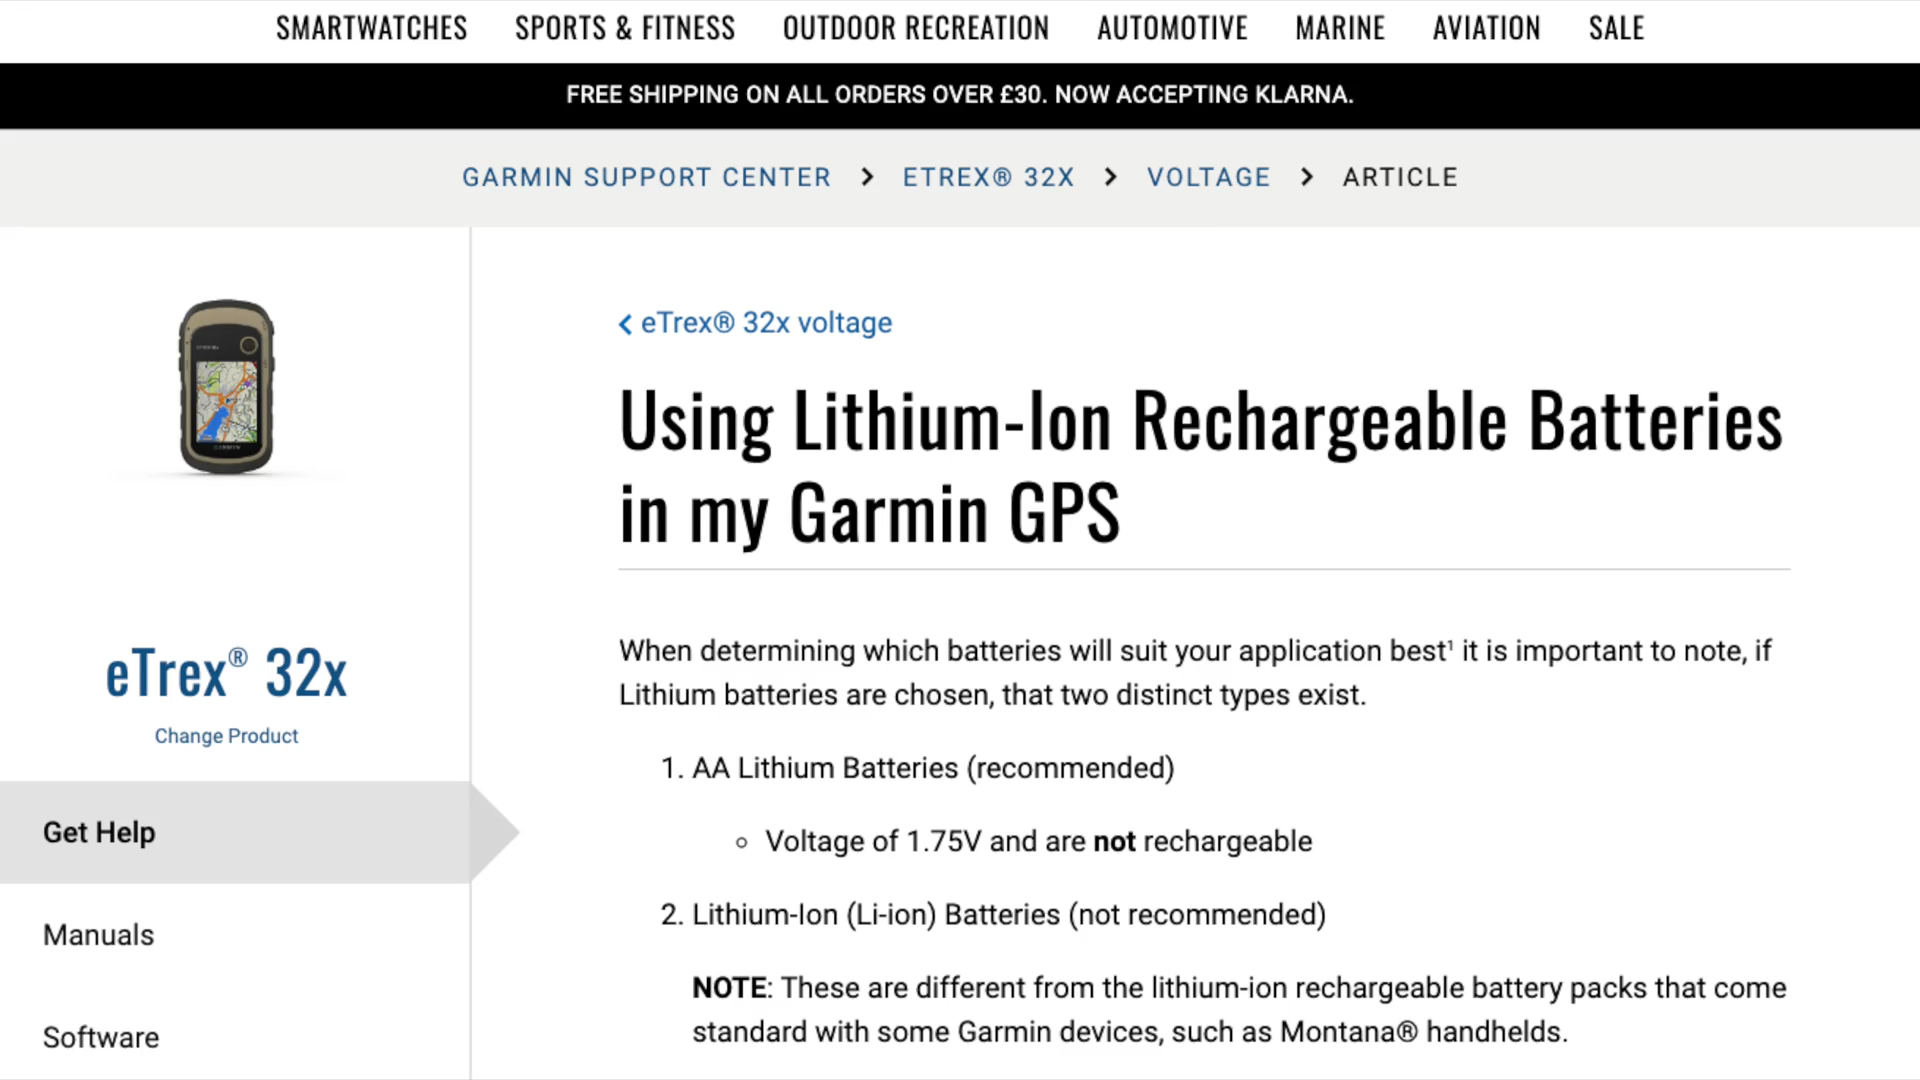 SMARTWATCHES SPORTS & FITNESS OUTDOOR RECREATION AUTOMOTIVE MARINE AVIATION SALE
FREE SHIPPING ON ALL ORDERS OVER £30. NOW ACCEPTING KLARNA.
GARMIN SUPPORT CENTER > ETREX® 32X > VOLTAGE > ARTICLE
eTrex® 32x
Change Product
Get Help
Manuals
Software
< eTrex® 32x voltage
Using Lithium-Ion Rechargeable Batteries
in my Garmin GPS
When determining which batteries will suit your application best¹ it is important to note, if
Lithium batteries are chosen, that two distinct types exist.
1. AA Lithium Batteries (recommended)
◦ Voltage of 1.75V and are not rechargeable
2. Lithium-Ion (Li-ion) Batteries (not recommended)
NOTE: These are different from the lithium-ion rechargeable battery packs that come
standard with some Garmin devices, such as Montana® handhelds.